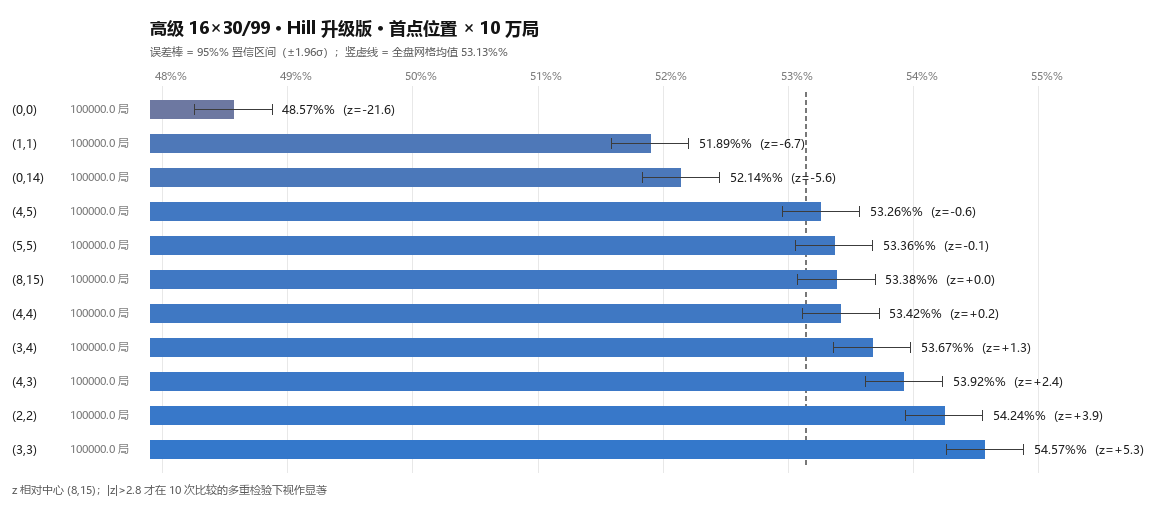 高级 16×30/99 • Hill 升级版 • 首点位置 × 10 万局
误差棒 = 95%% 置信区间（±1.96σ）；竖虚线 = 全盘网格均值 53.13%%
48%% 49%% 50%% 51%% 52%% 53%% 54%% 55%%
(0,0) 100000.0 局 48.57%% (z=-21.6)
(1,1) 100000.0 局 51.89%% (z=-6.7)
(0,14) 100000.0 局 52.14%% (z=-5.6)
(4,5) 100000.0 局 53.26%% (z=-0.6)
(5,5) 100000.0 局 53.36%% (z=-0.1)
(8,15) 100000.0 局 53.38%% (z=+0.0)
(4,4) 100000.0 局 53.42%% (z=+0.2)
(3,4) 100000.0 局 53.67%% (z=+1.3)
(4,3) 100000.0 局 53.92%% (z=+2.4)
(2,2) 100000.0 局 54.24%% (z=+3.9)
(3,3) 100000.0 局 54.57%% (z=+5.3)
z 相对中心 (8,15)；|z|>2.8 才在 10 次比较的多重检验下视作显著